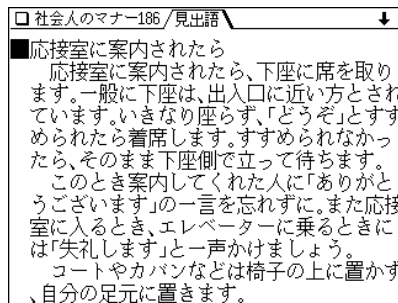 社会人のマナー186 見出語
■応接室に案内されたら
　応接室に案内されたら、下座に席を取り
ます。一般に下座は、出入口に近い方とされ
ています。いきなり座らず、｢どうぞ｣とすす
められたら着席します。すすめられなかっ
たら、そのまま下座側で立って待ちます。
　このとき案内してくれた人に｢ありがと
うございます｣の一言を忘れずに。また応接
室に入るとき、エレベーターに乗るときに
は｢失礼します｣と一声かけましょう。
　コートやカバンなどは椅子の上に置かず
、自分の足元に置きます。